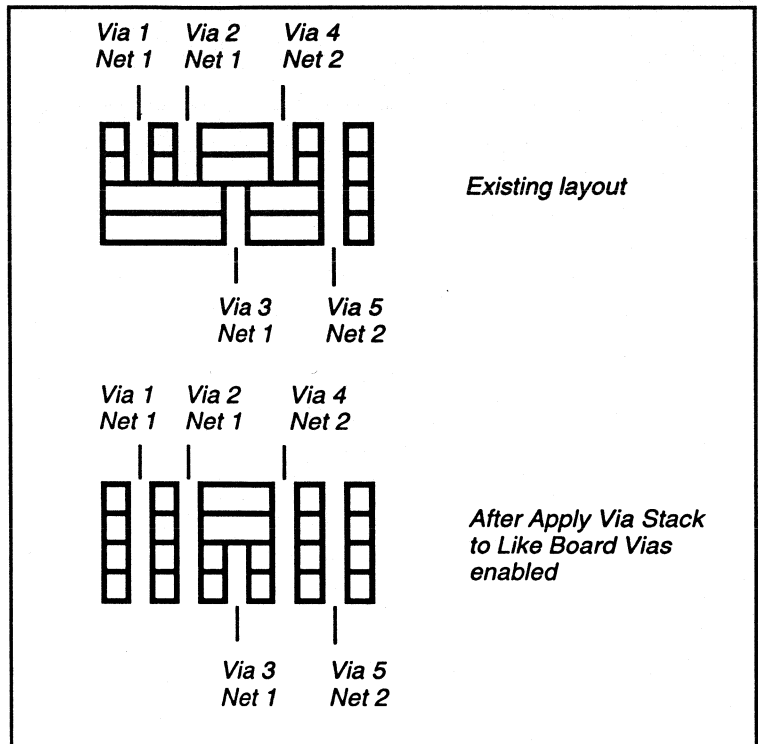 Via 1 Via 2 Via 4
Net 1 Net 1 Net 2
Existing layout
Via 3 Via 5
Net 1 Net 2
Via 1 Via 2 Via 4
Net 1 Net 1 Net 2
After Apply Via Stack
to Like Board Vias
enabled
Via 3 Via 5
Net 1 Net 2